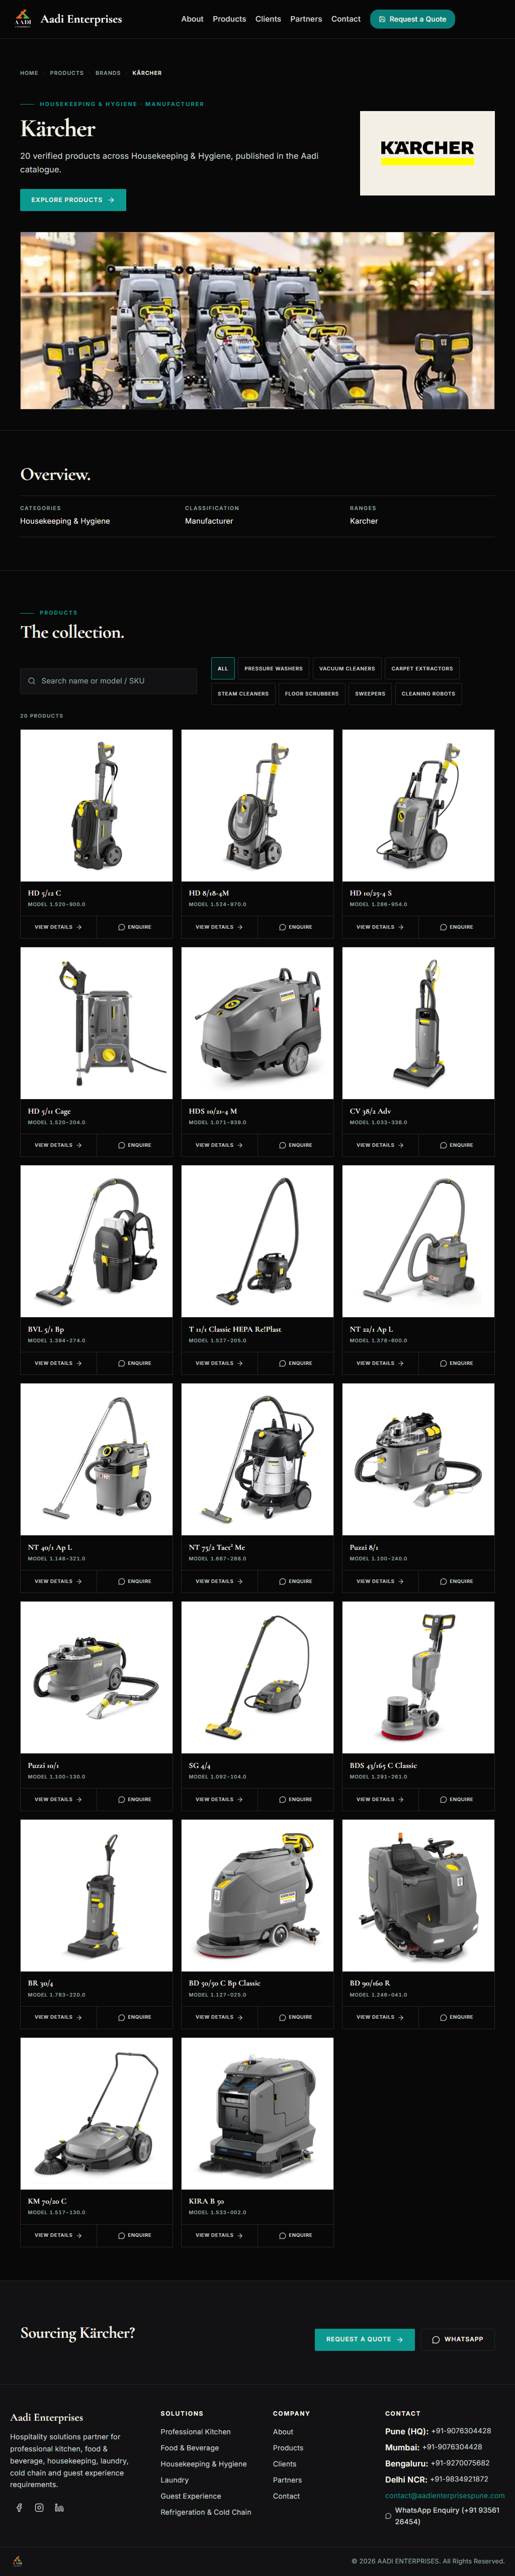 AADI
Aadi Enterprises
About
Products
Clients
Partners
Contact
Request a Quote
HOME
PRODUCTS
BRANDS
KÄRCHER
HOUSEKEEPING & HYGIENE · MANUFACTURER
Kärcher
20 verified products across Housekeeping & Hygiene, published in the Aadi
catalogue.
EXPLORE PRODUCTS
KÄRCHER
Overview.
CATEGORIES
Housekeeping & Hygiene
CLASSIFICATION
Manufacturer
RANGES
Karcher
PRODUCTS
The collection.
Search name or model / SKU
ALL
PRESSURE WASHERS
VACUUM CLEANERS
CARPET EXTRACTORS
STEAM CLEANERS
FLOOR SCRUBBERS
SWEEPERS
CLEANING ROBOTS
20 PRODUCTS
HD 5/12 C
MODEL 1.520-900.0
VIEW DETAILS
ENQUIRE
HD 8/18-4M
MODEL 1.524-970.0
VIEW DETAILS
ENQUIRE
HD 10/25-4 S
MODEL 1.286-954.0
VIEW DETAILS
ENQUIRE
HD 5/11 Cage
MODEL 1.520-204.0
VIEW DETAILS
ENQUIRE
HDS 10/21-4 M
MODEL 1.071-939.0
VIEW DETAILS
ENQUIRE
CV 38/2 Adv
MODEL 1.033-336.0
VIEW DETAILS
ENQUIRE
BVL 5/1 Bp
MODEL 1.394-274.0
VIEW DETAILS
ENQUIRE
T 11/1 Classic HEPA Re!Plast
MODEL 1.527-205.0
VIEW DETAILS
ENQUIRE
NT 22/1 Ap L
MODEL 1.378-600.0
VIEW DETAILS
ENQUIRE
NT 40/1 Ap L
MODEL 1.148-321.0
VIEW DETAILS
ENQUIRE
NT 75/2 Tact² Me
MODEL 1.667-288.0
VIEW DETAILS
ENQUIRE
Puzzi 8/1
MODEL 1.100-240.0
VIEW DETAILS
ENQUIRE
Puzzi 10/1
MODEL 1.100-130.0
VIEW DETAILS
ENQUIRE
SG 4/4
MODEL 1.092-104.0
VIEW DETAILS
ENQUIRE
BDS 43/165 C Classic
MODEL 1.291-261.0
VIEW DETAILS
ENQUIRE
BR 30/4
MODEL 1.783-220.0
VIEW DETAILS
ENQUIRE
BD 50/50 C Bp Classic
MODEL 1.127-025.0
VIEW DETAILS
ENQUIRE
BD 90/160 R
MODEL 1.246-041.0
VIEW DETAILS
ENQUIRE
KM 70/20 C
MODEL 1.517-130.0
VIEW DETAILS
ENQUIRE
KIRA B 50
MODEL 1.533-002.0
VIEW DETAILS
ENQUIRE
Sourcing Kärcher?
REQUEST A QUOTE
WHATSAPP
Aadi Enterprises
Hospitality solutions partner for
professional kitchen, food &
beverage, housekeeping, laundry,
cold chain and guest experience
requirements.
SOLUTIONS
Professional Kitchen
Food & Beverage
Housekeeping & Hygiene
Laundry
Guest Experience
Refrigeration & Cold Chain
COMPANY
About
Products
Clients
Partners
Contact
CONTACT
Pune (HQ): +91-9076304428
Mumbai: +91-9076304428
Bengaluru: +91-9270075682
Delhi NCR: +91-9834921872
contact@aadienterprisespune.com
WhatsApp Enquiry (+91 93561
26454)
© 2026 AADI ENTERPRISES. All Rights Reserved.